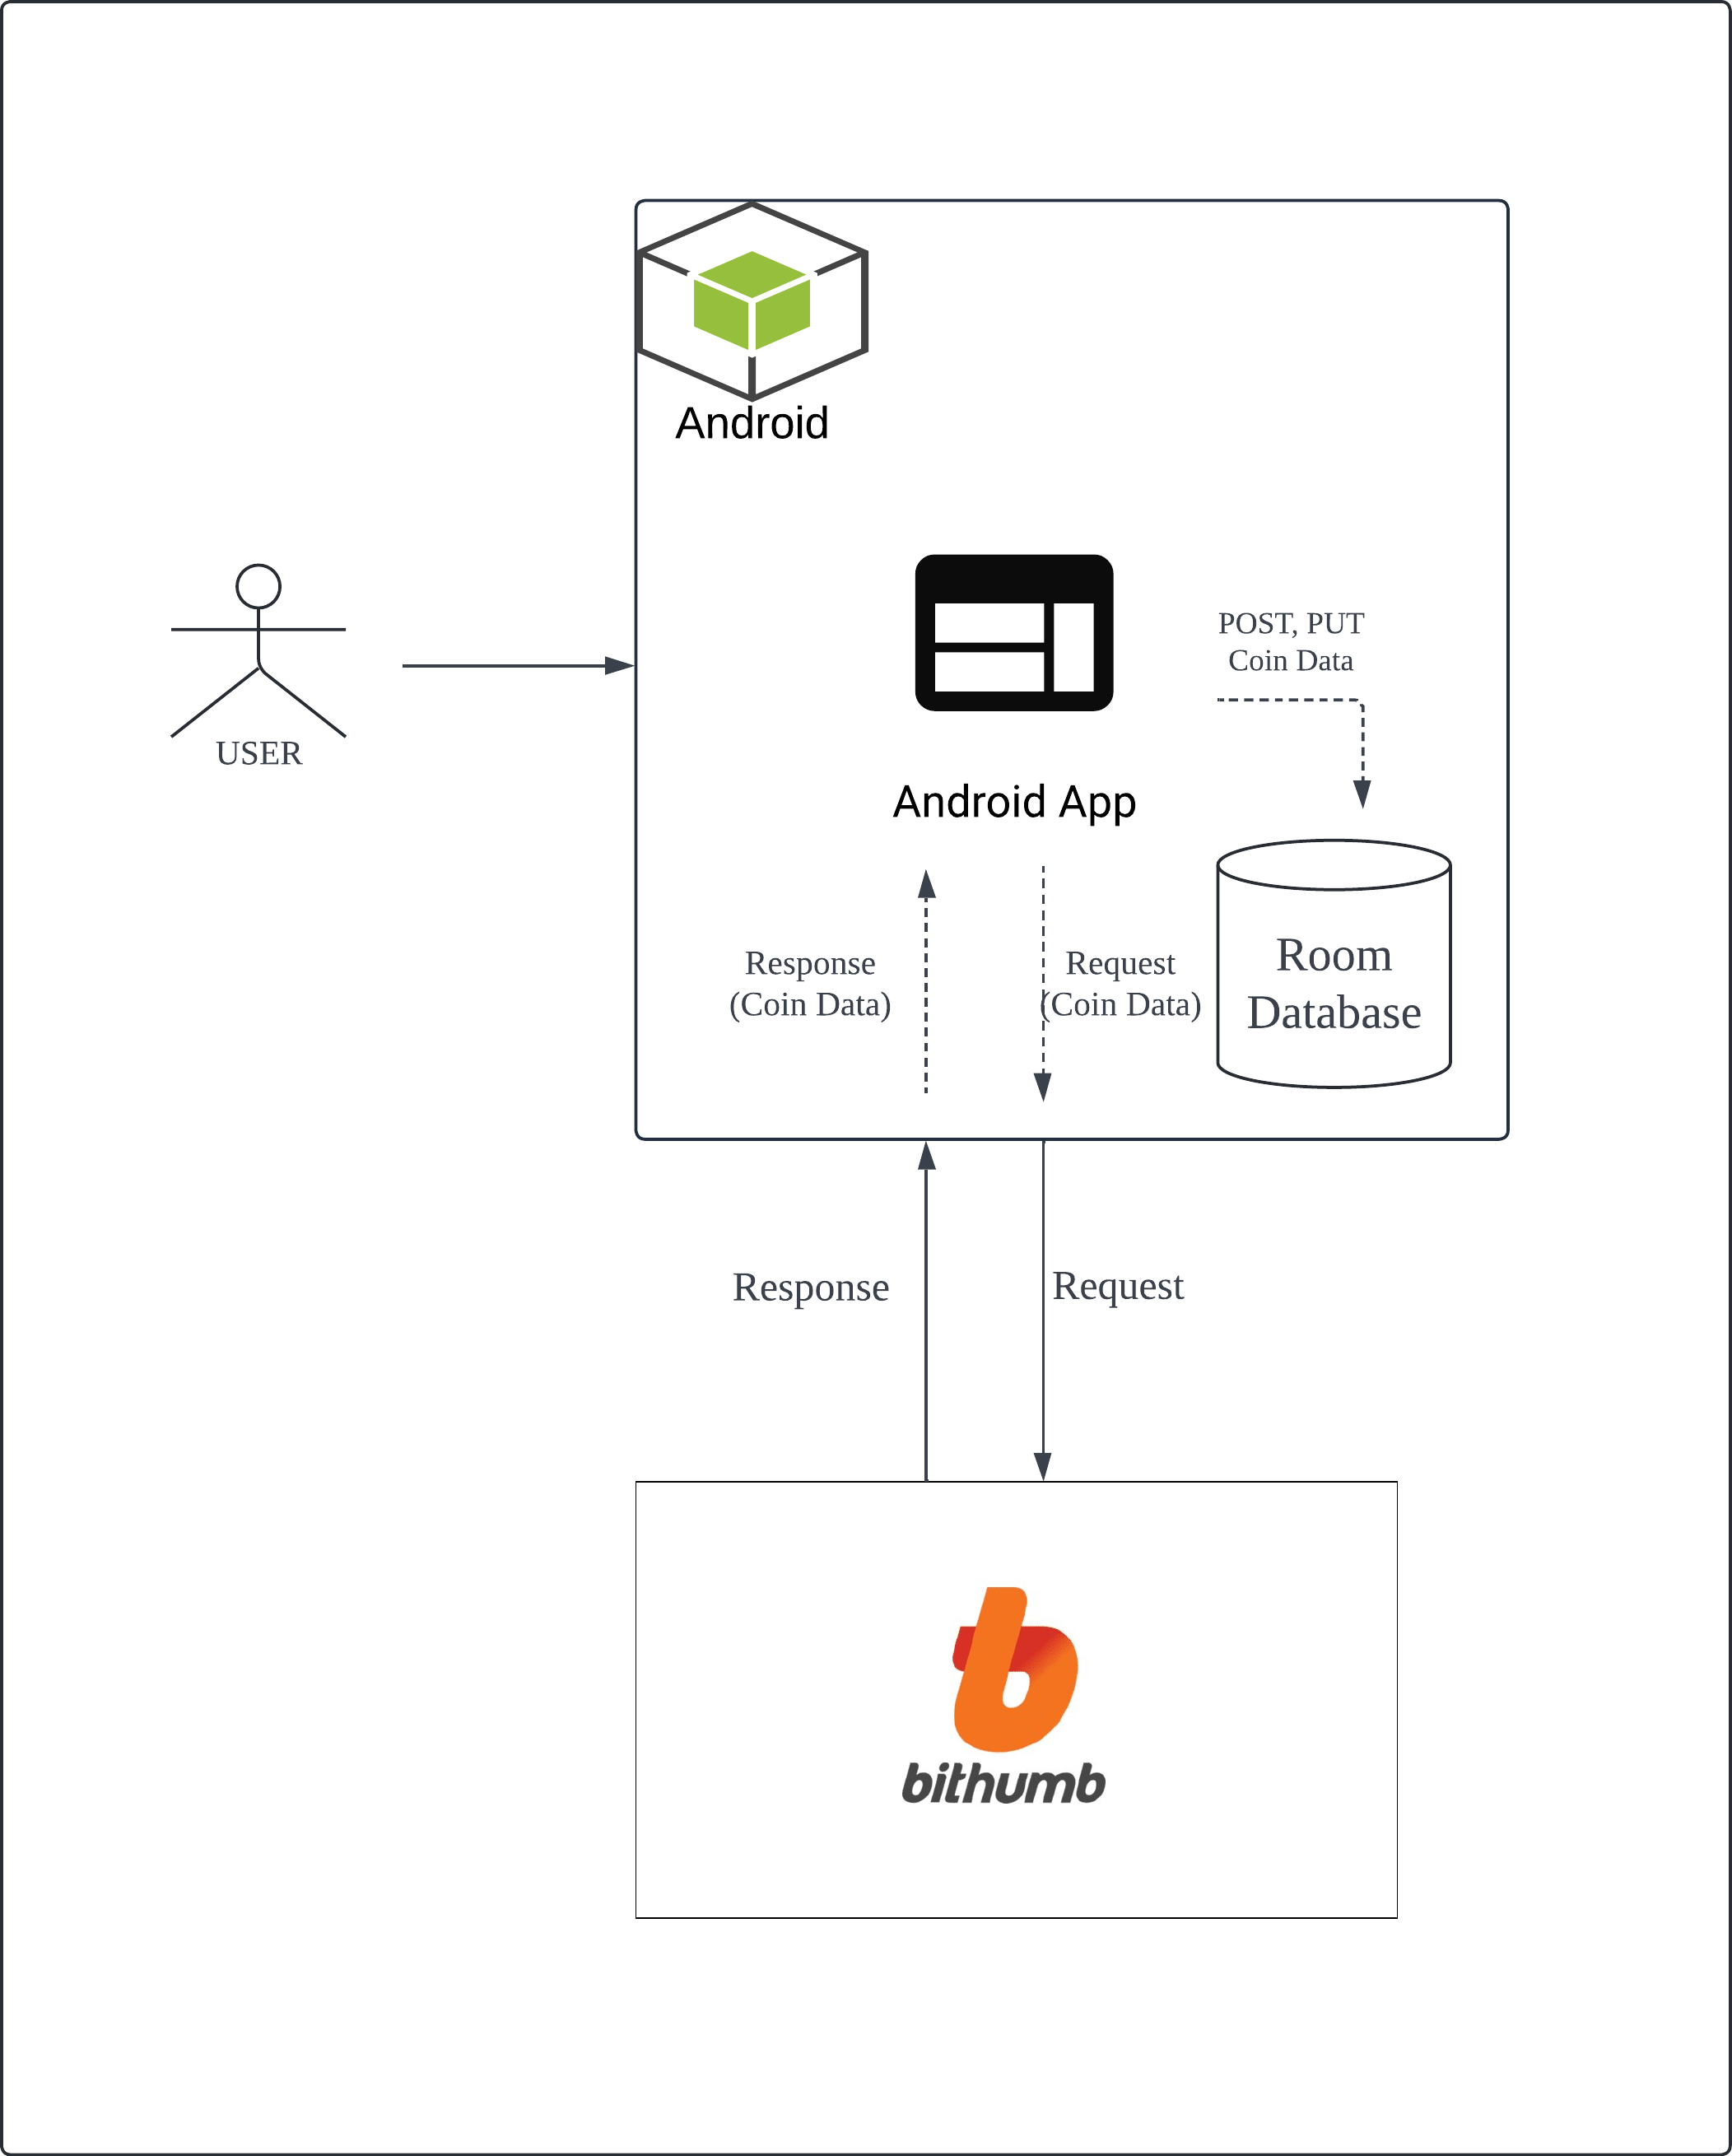 Android
USER
Android App
POST, PUT
Coin Data
Response
(Coin Data)
Request
(Coin Data)
Room
Database
Response
Request
bithumb